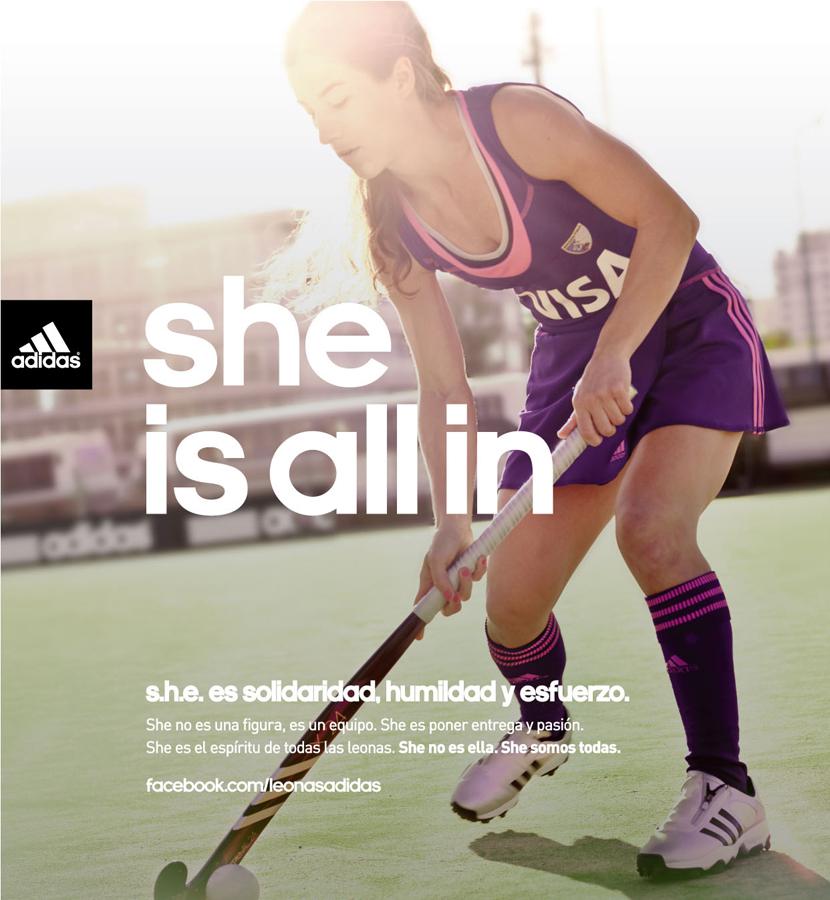 VISA
adidas
she
is all in
adidas
s.h.e. es solidaridad, humildad y esfuerzo.
She no es una figura, es un equipo. She es poner entrega y pasión.
She es el espíritu de todas las leonas. She no es ella. She somos todas.
facebook.com/leonasadidas